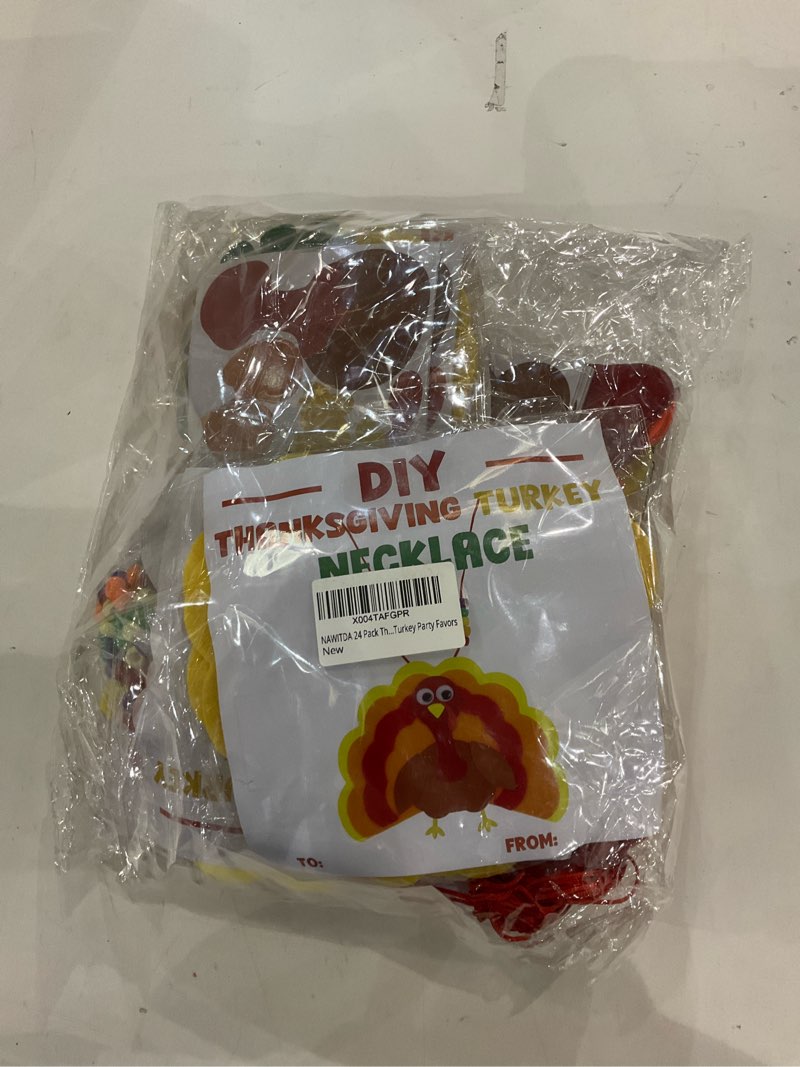 DIY
THANKSGIVING TURKEY
NECKLACE
X004TAFGPR
NAWITDA 24 Pack Th...Turkey Party Favors
New
TO:
FROM: